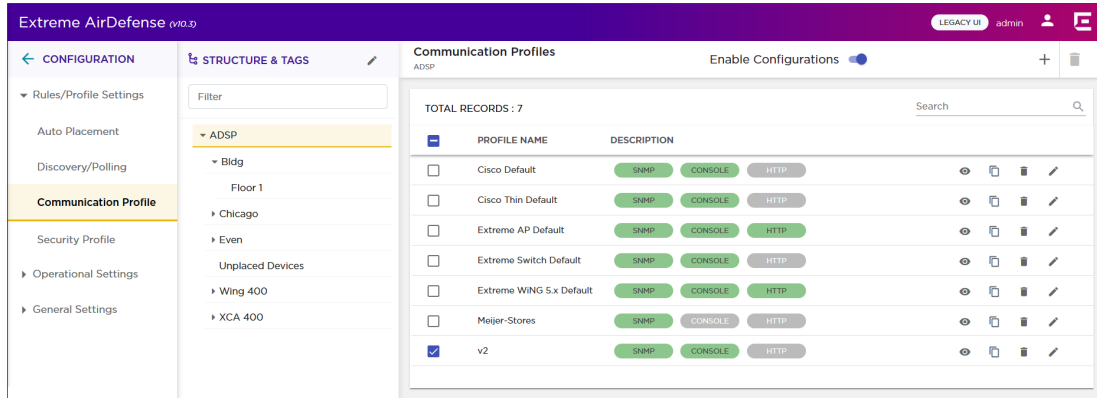 Extreme AirDefense (v10.3)
LEGACY UI admin
CONFIGURATION
Rules/Profile Settings
Auto Placement
Discovery/Polling
Communication Profile
Security Profile
Operational Settings
General Settings
STRUCTURE & TAGS
Filter
ADSP
Bldg
Floor 1
Chicago
Even
Unplaced Devices
Wing 400
XCA 400
Communication Profiles
ADSP
Enable Configurations
TOTAL RECORDS : 7
Search
PROFILE NAME DESCRIPTION
Cisco Default SNMP CONSOLE HTTP
Cisco Thin Default SNMP CONSOLE HTTP
Extreme AP Default SNMP CONSOLE HTTP
Extreme Switch Default SNMP CONSOLE HTTP
Extreme WiNG 5.x Default SNMP CONSOLE HTTP
Meijer-Stores SNMP CONSOLE HTTP
v2 SNMP CONSOLE HTTP